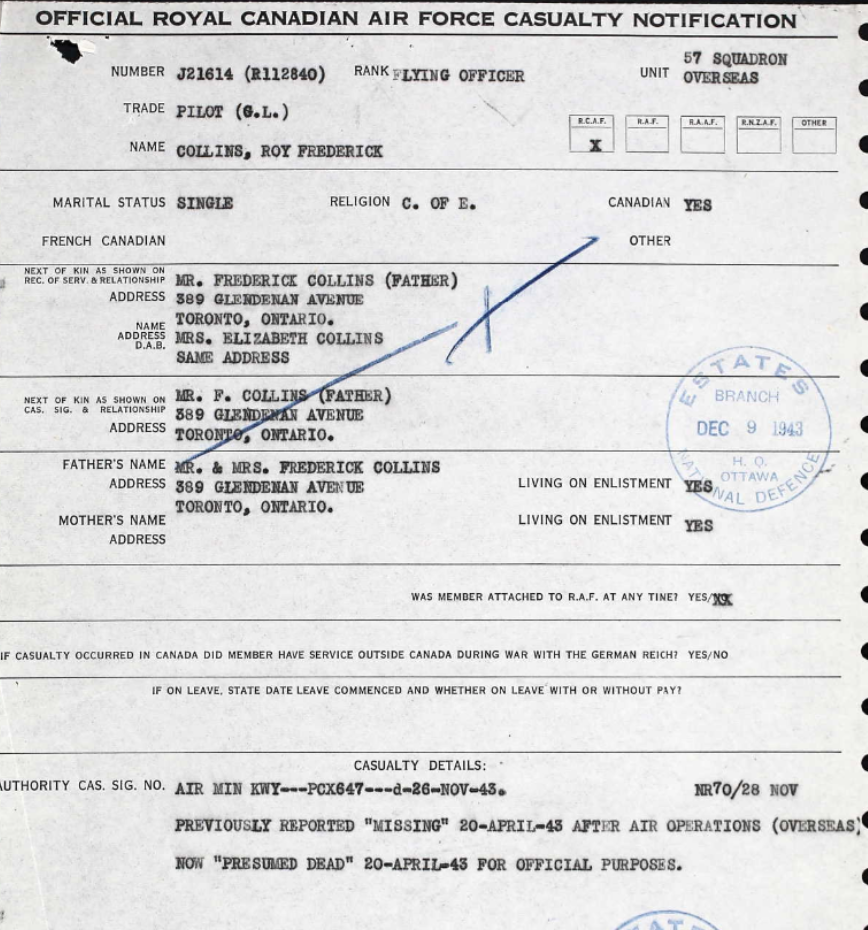 OFFICIAL ROYAL CANADIAN AIR FORCE CASUALTY NOTIFICATION
NUMBER J21614 (R112840) RANK FLYING OFFICER UNIT 57 SQUADRON
OVERSEAS
TRADE PILOT (G.L.)
R.C.A.F. R.A.F. R.A.A.F. R.N.Z.A.F. OTHER
X
NAME COLLINS, ROY FREDERICK
MARITAL STATUS SINGLE RELIGION C. OF E. CANADIAN YES
FRENCH CANADIAN OTHER
NEXT OF KIN AS SHOWN ON
REC. OF SERV. & RELATIONSHIP MR. FREDERICK COLLINS (FATHER)
ADDRESS 389 GLENDENAN AVENUE
TORONTO, ONTARIO.
NAME
ADDRESS MRS. ELIZABETH COLLINS
D.A.B. SAME ADDRESS
NEXT OF KIN AS SHOWN ON
CAS. SIG. & RELATIONSHIP MR. F. COLLINS (FATHER)
389 GLENDENAN AVENUE
ADDRESS TORONTO, ONTARIO.
ESTATES
BRANCH
DEC 9 1943
H. Q.
OTTAWA
NATIONAL DEFENCE
FATHER'S NAME MR. & MRS. FREDERICK COLLINS
ADDRESS 389 GLENDENAN AVENUE LIVING ON ENLISTMENT YES
TORONTO, ONTARIO.
MOTHER'S NAME LIVING ON ENLISTMENT YES
ADDRESS
WAS MEMBER ATTACHED TO R.A.F. AT ANY TINE? YES/XX
IF CASUALTY OCCURRED IN CANADA DID MEMBER HAVE SERVICE OUTSIDE CANADA DURING WAR WITH THE GERMAN REICH? YES/NO
IF ON LEAVE, STATE DATE LEAVE COMMENCED AND WHETHER ON LEAVE WITH OR WITHOUT PAY?
CASUALTY DETAILS:
AUTHORITY CAS. SIG. NO. AIR MIN KWY---PCX647---d-26-NOV-43. NR70/28 NOV
PREVIOUSLY REPORTED "MISSING" 20-APRIL-43 AFTER AIR OPERATIONS (OVERSEAS)
NOW "PRESUMED DEAD" 20-APRIL-43 FOR OFFICIAL PURPOSES.